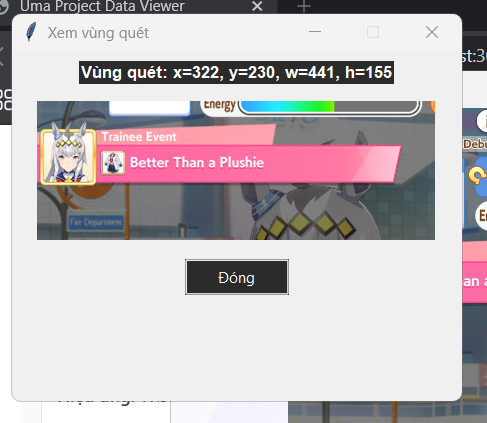 Uma Project Data Viewer
Xem vùng quét
st:30
Vùng quét: x=322, y=230, w=441, h=155
Energy
Trainee Event
Better Than a Plushie
Fair Department
Debu
an a
Đóng